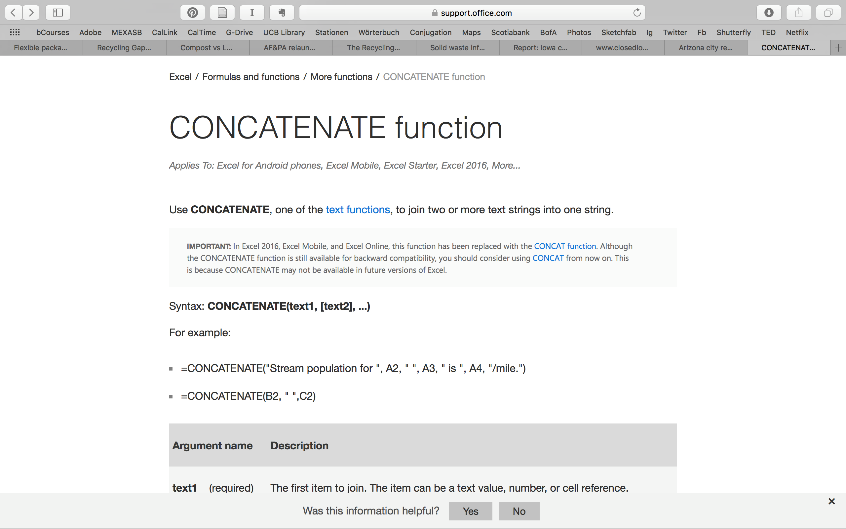 support.office.com
bCourses Adobe MEXASB CalLink CalTime G-Drive UCB Library Stationen Wörterbuch Conjugation Maps Scotiabank BofA Photos Sketchfab Ig Twitter Fb Shutterfly TED Netflix
Flexible packa... Recycling Gap... Compost vs L... AF&PA relaun... The Recycling... Solid waste inf... Report: Iowa c... www.closedlo... Arizona city re... CONCATENAT... +
Excel / Formulas and functions / More functions / CONCATENATE function
CONCATENATE function
Applies To: Excel for Android phones, Excel Mobile, Excel Starter, Excel 2016, More...
Use CONCATENATE, one of the text functions, to join two or more text strings into one string.
IMPORTANT: In Excel 2016, Excel Mobile, and Excel Online, this function has been replaced with the CONCAT function. Although
the CONCATENATE function is still available for backward compatibility, you should consider using CONCAT from now on. This
is because CONCATENATE may not be available in future versions of Excel.
Syntax: CONCATENATE(text1, [text2], ...)
For example:
=CONCATENATE("Stream population for ", A2, " ", A3, " is ", A4, "/mile.")
=CONCATENATE(B2, " ",C2)
Argument name Description
text1 (required) The first item to join. The item can be a text value, number, or cell reference.
Was this information helpful? Yes No